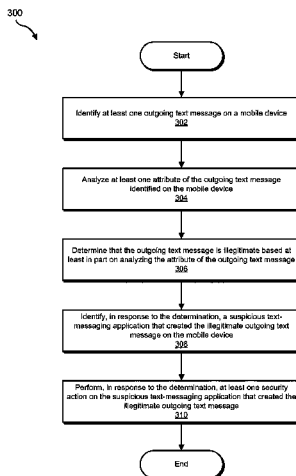 300
Start
Identify at least one outgoing text message on a mobile device
302
Analyze at least one attribute of the outgoing text message
identified on the mobile device
304
Determine that the outgoing text message is illegitimate based at
least in part on analyzing the attribute of the outgoing text message
306
Identify, in response to the determination, a suspicious text-
messaging application that created the illegitimate outgoing text
message on the mobile device
308
Perform, in response to the determination, at least one security
action on the suspicious text-messaging application that created the
illegitimate outgoing text message
310
End